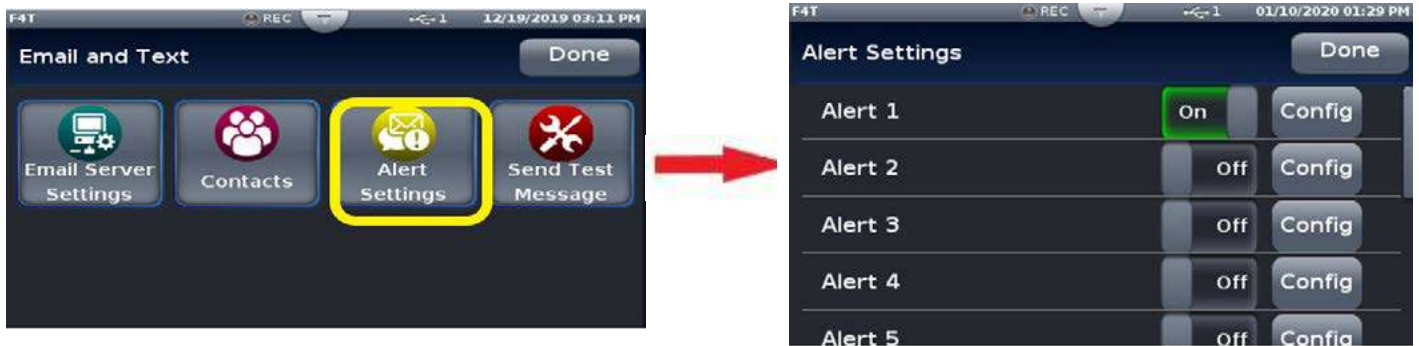 F4T REC 1 12/19/2019 03:11 PM
Email and Text Done
Email Server Settings
Contacts
Alert Settings
Send Test Message
F4T REC 1 01/10/2020 01:29 PM
Alert Settings Done
Alert 1 On Config
Alert 2 Off Config
Alert 3 Off Config
Alert 4 Off Config
Alert 5 Off Config